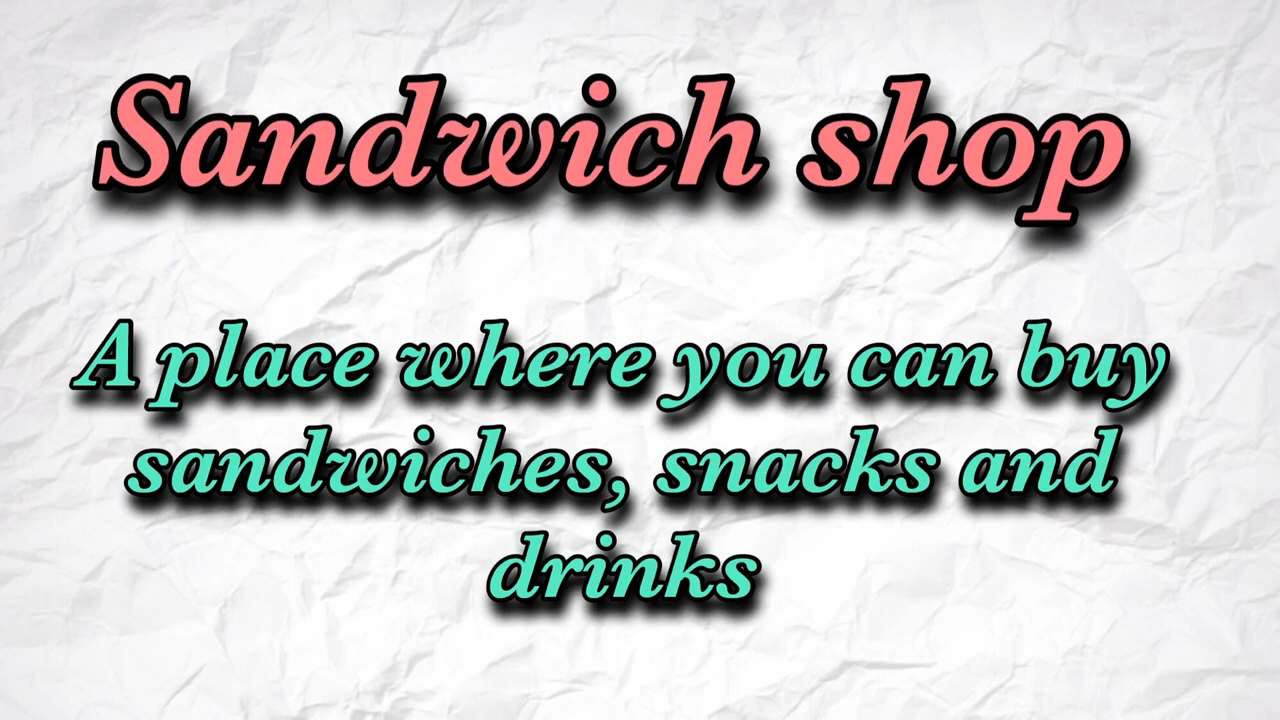 Sandwich shop
A place where you can buy
sandwiches, snacks and
drinks